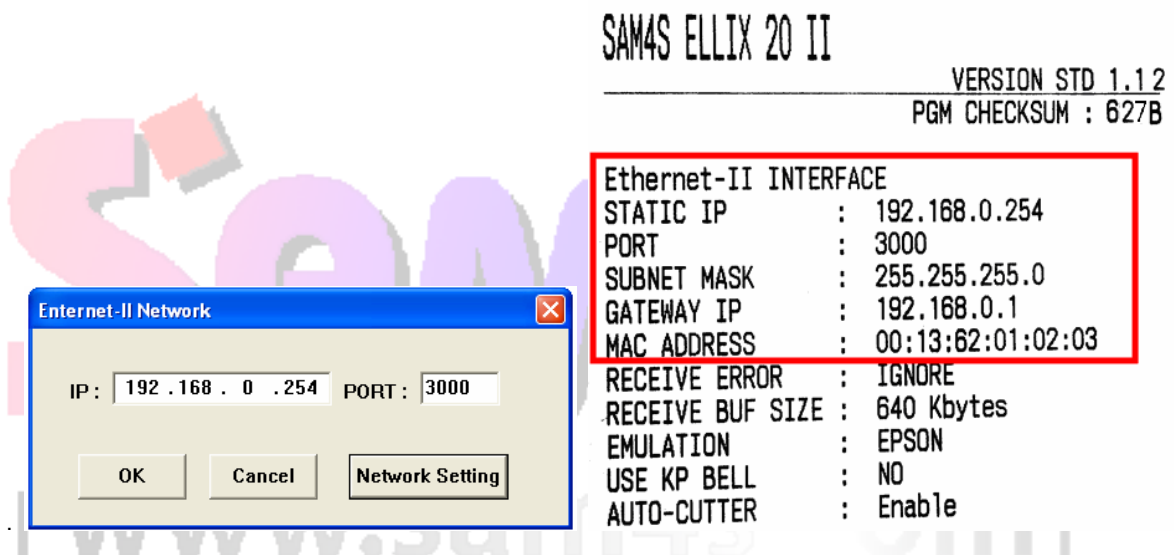 SAM4S ELLIX 20 II
VERSION STD 1.12
PGM CHECKSUM : 627B
Ethernet-II INTERFACE
STATIC IP : 192.168.0.254
PORT : 3000
SUBNET MASK : 255.255.255.0
GATEWAY IP : 192.168.0.1
MAC ADDRESS : 00:13:62:01:02:03
RECEIVE ERROR : IGNORE
RECEIVE BUF SIZE : 640 Kbytes
EMULATION : EPSON
USE KP BELL : NO
AUTO-CUTTER : Enable
Enternet-II Network
IP : 192 .168 . 0 .254 PORT : 3000
OK Cancel Network Setting
.